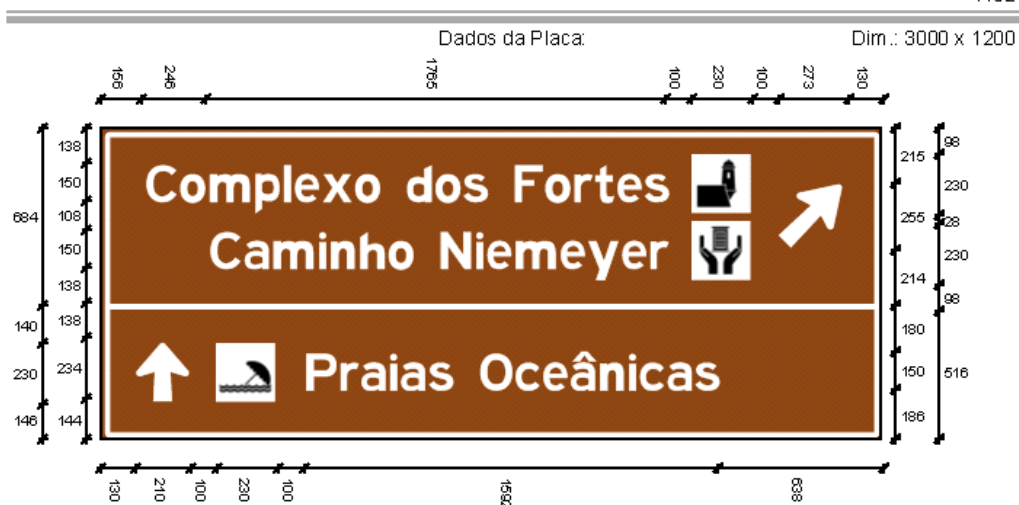 Dados da Placa:
Dim.: 3000 x 1200
156 246 1765 100 230 100 273 130
138
150
684 108
150
138
140 138
230 234
146 144
Complexo dos Fortes
Caminho Niemeyer
Praias Oceânicas
215 98
230
255 28
230
214 98
180
150 516
186
130 210 100 230 100 1592 638